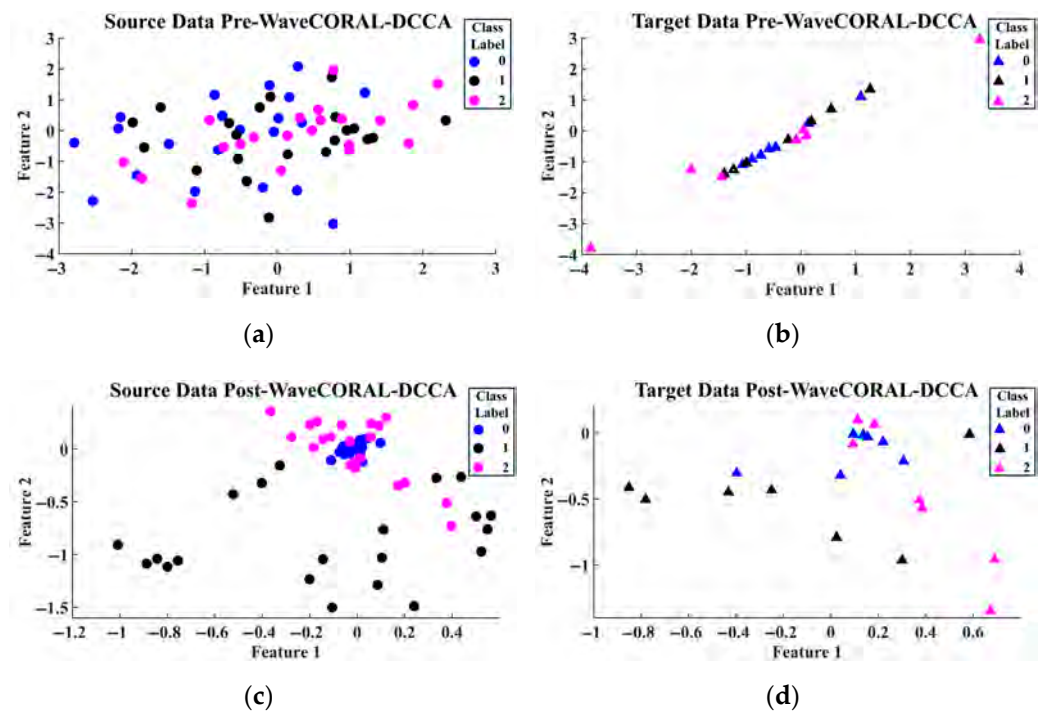 Source Data Pre-WaveCORAL-DCCA
Class
Label
0
1
2
3
2
1
0
−1
−2
−3
−4
Feature 2
−3
−2
−1
0
1
2
3
Feature 1
(a)
Target Data Pre-WaveCORAL-DCCA
Class
Label
0
1
2
3
2
1
0
−1
−2
−3
−4
Feature 2
−4
−3
−2
−1
0
1
2
3
4
Feature 1
(b)
Source Data Post-WaveCORAL-DCCA
Class
Label
0
1
2
0
−0.5
−1
−1.5
Feature 2
−1.2
−1
−0.8
−0.6
−0.4
−0.2
0
0.2
0.4
Feature 1
(c)
Target Data Post-WaveCORAL-DCCA
Class
Label
0
1
2
0
−0.5
−1
Feature 2
−1
−0.8
−0.6
−0.4
−0.2
0
0.2
0.4
0.6
Feature 1
(d)